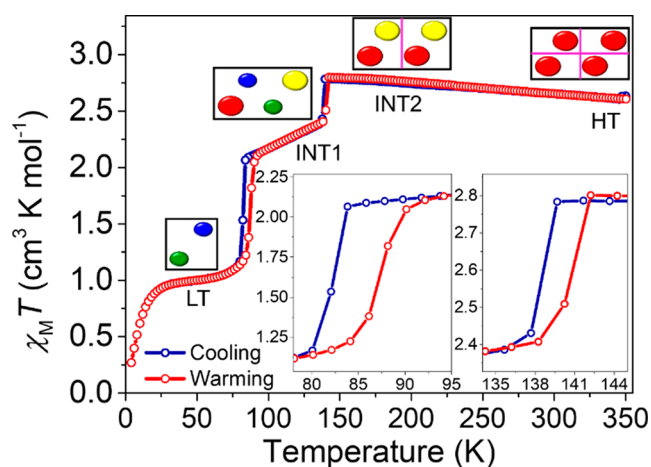 3.0
2.5
2.0
1.5
1.0
0.5
0.0
χ_M T (cm³ K mol⁻¹)
INT2
HT
INT1
LT
2.25
2.00
1.75
1.50
1.25
80 85 90 95
2.8
2.7
2.6
2.5
2.4
135 138 141 144
Cooling
Warming
0 50 100 150 200 250 300 350
Temperature (K)